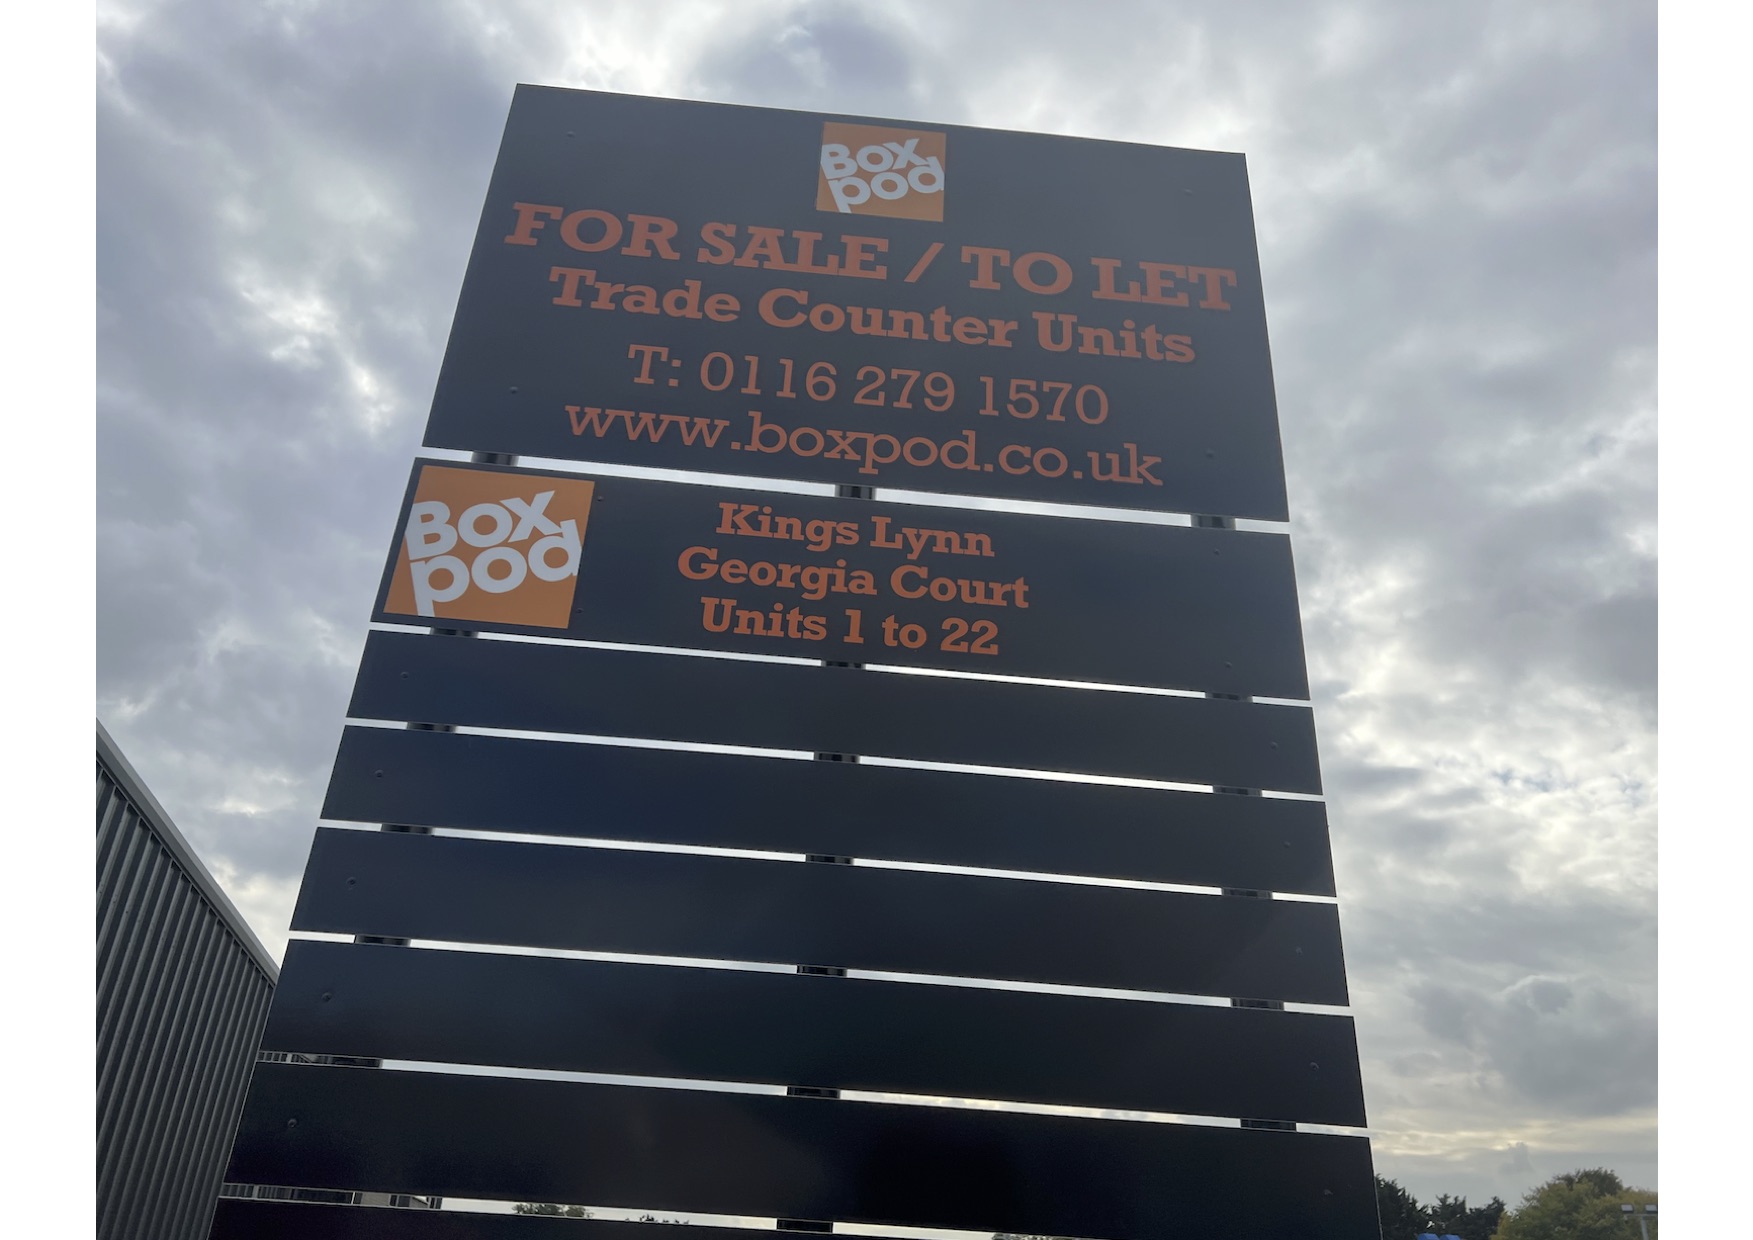 Box
pod
FOR SALE / TO LET
Trade Counter Units
T: 0116 279 1570
www.boxpod.co.uk
Box
pod
Kings Lynn
Georgia Court
Units 1 to 22